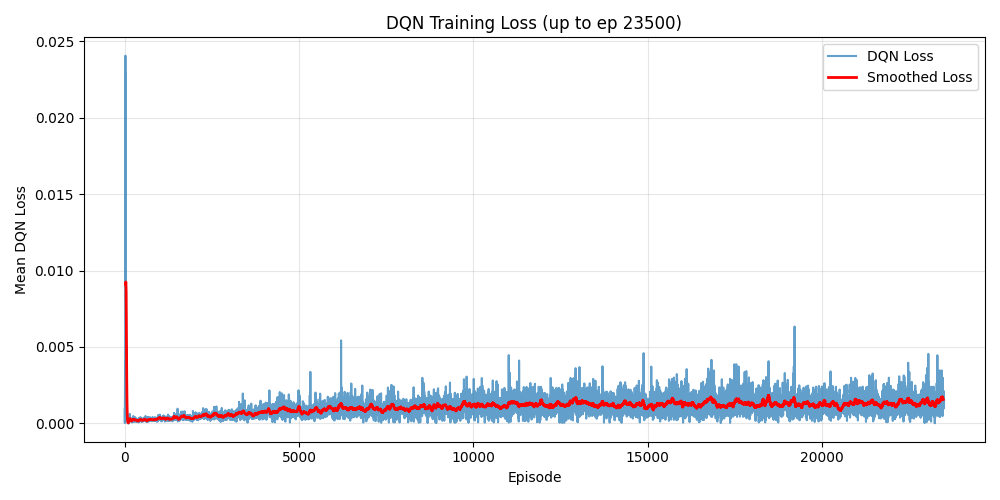 DQN Training Loss (up to ep 23500)
0.025
0.020
0.015
0.010
0.005
0.000
Mean DQN Loss
0
5000
10000
15000
20000
Episode
DQN Loss
Smoothed Loss